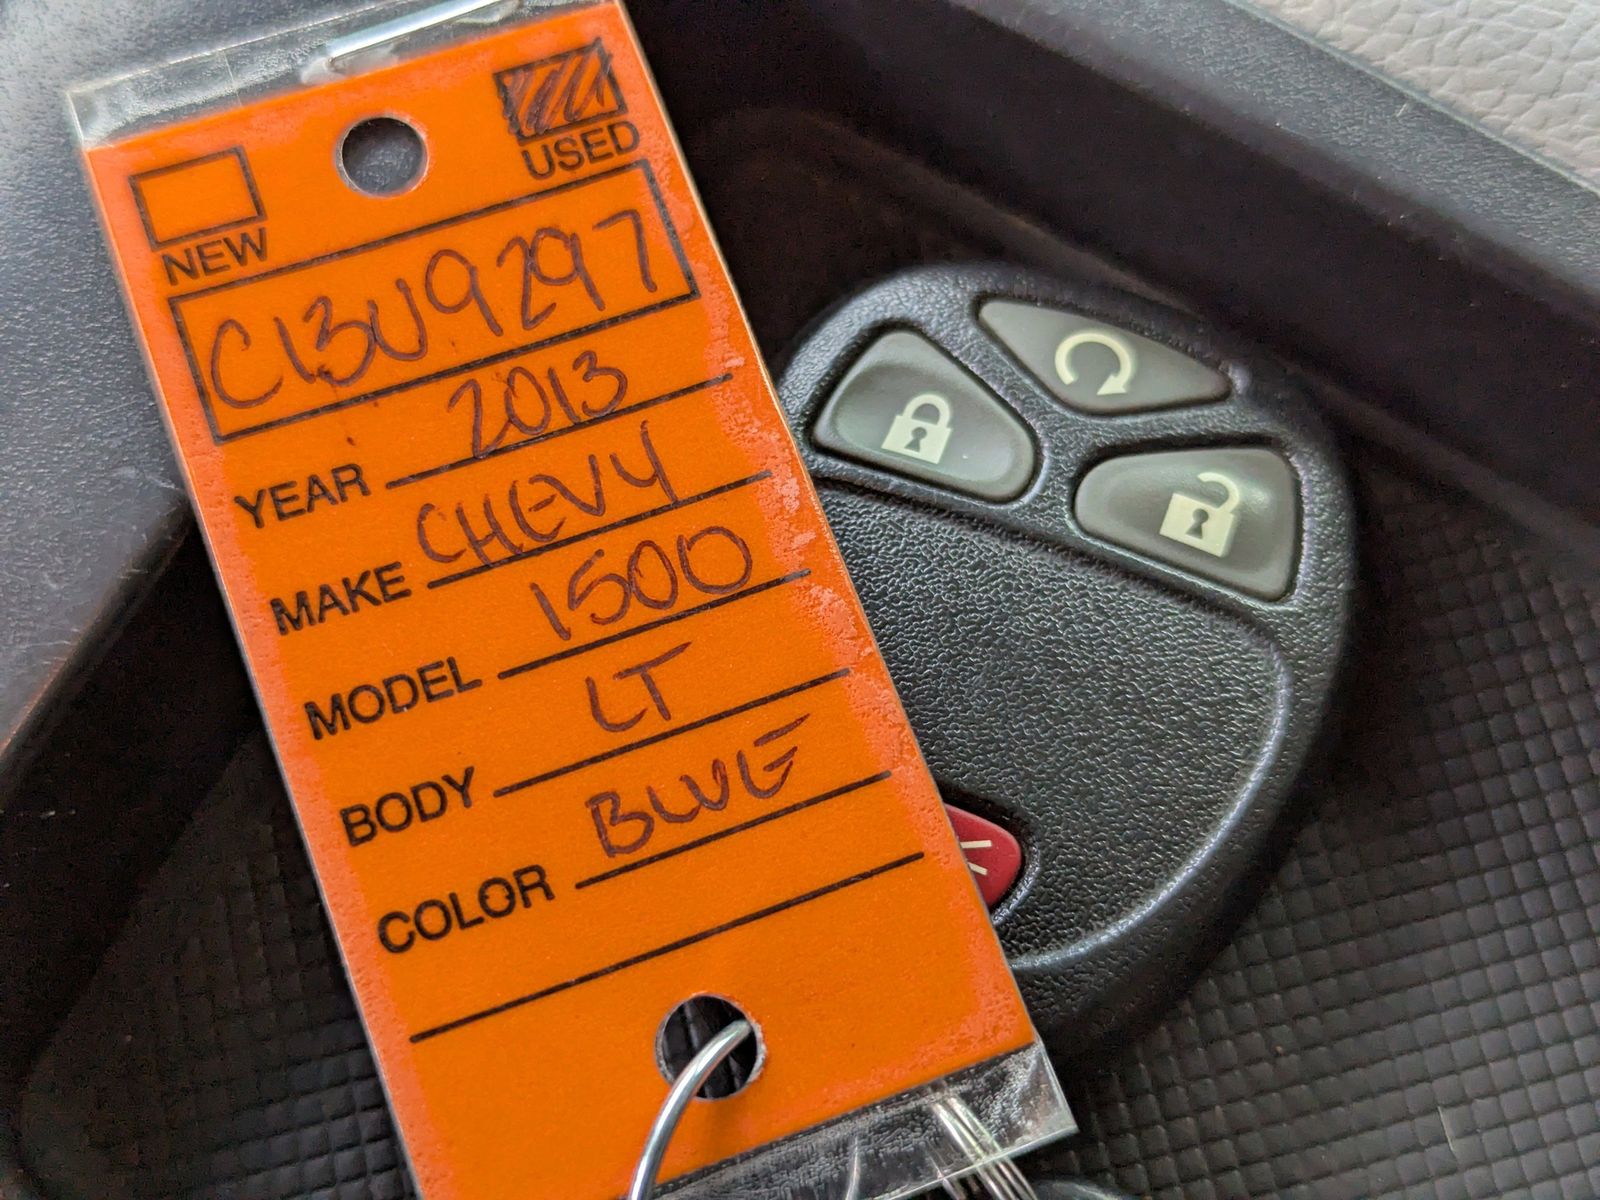 NEW USED
C13U9297
YEAR 2013
MAKE CHEVY
MODEL 1500
BODY LT
COLOR BLUE